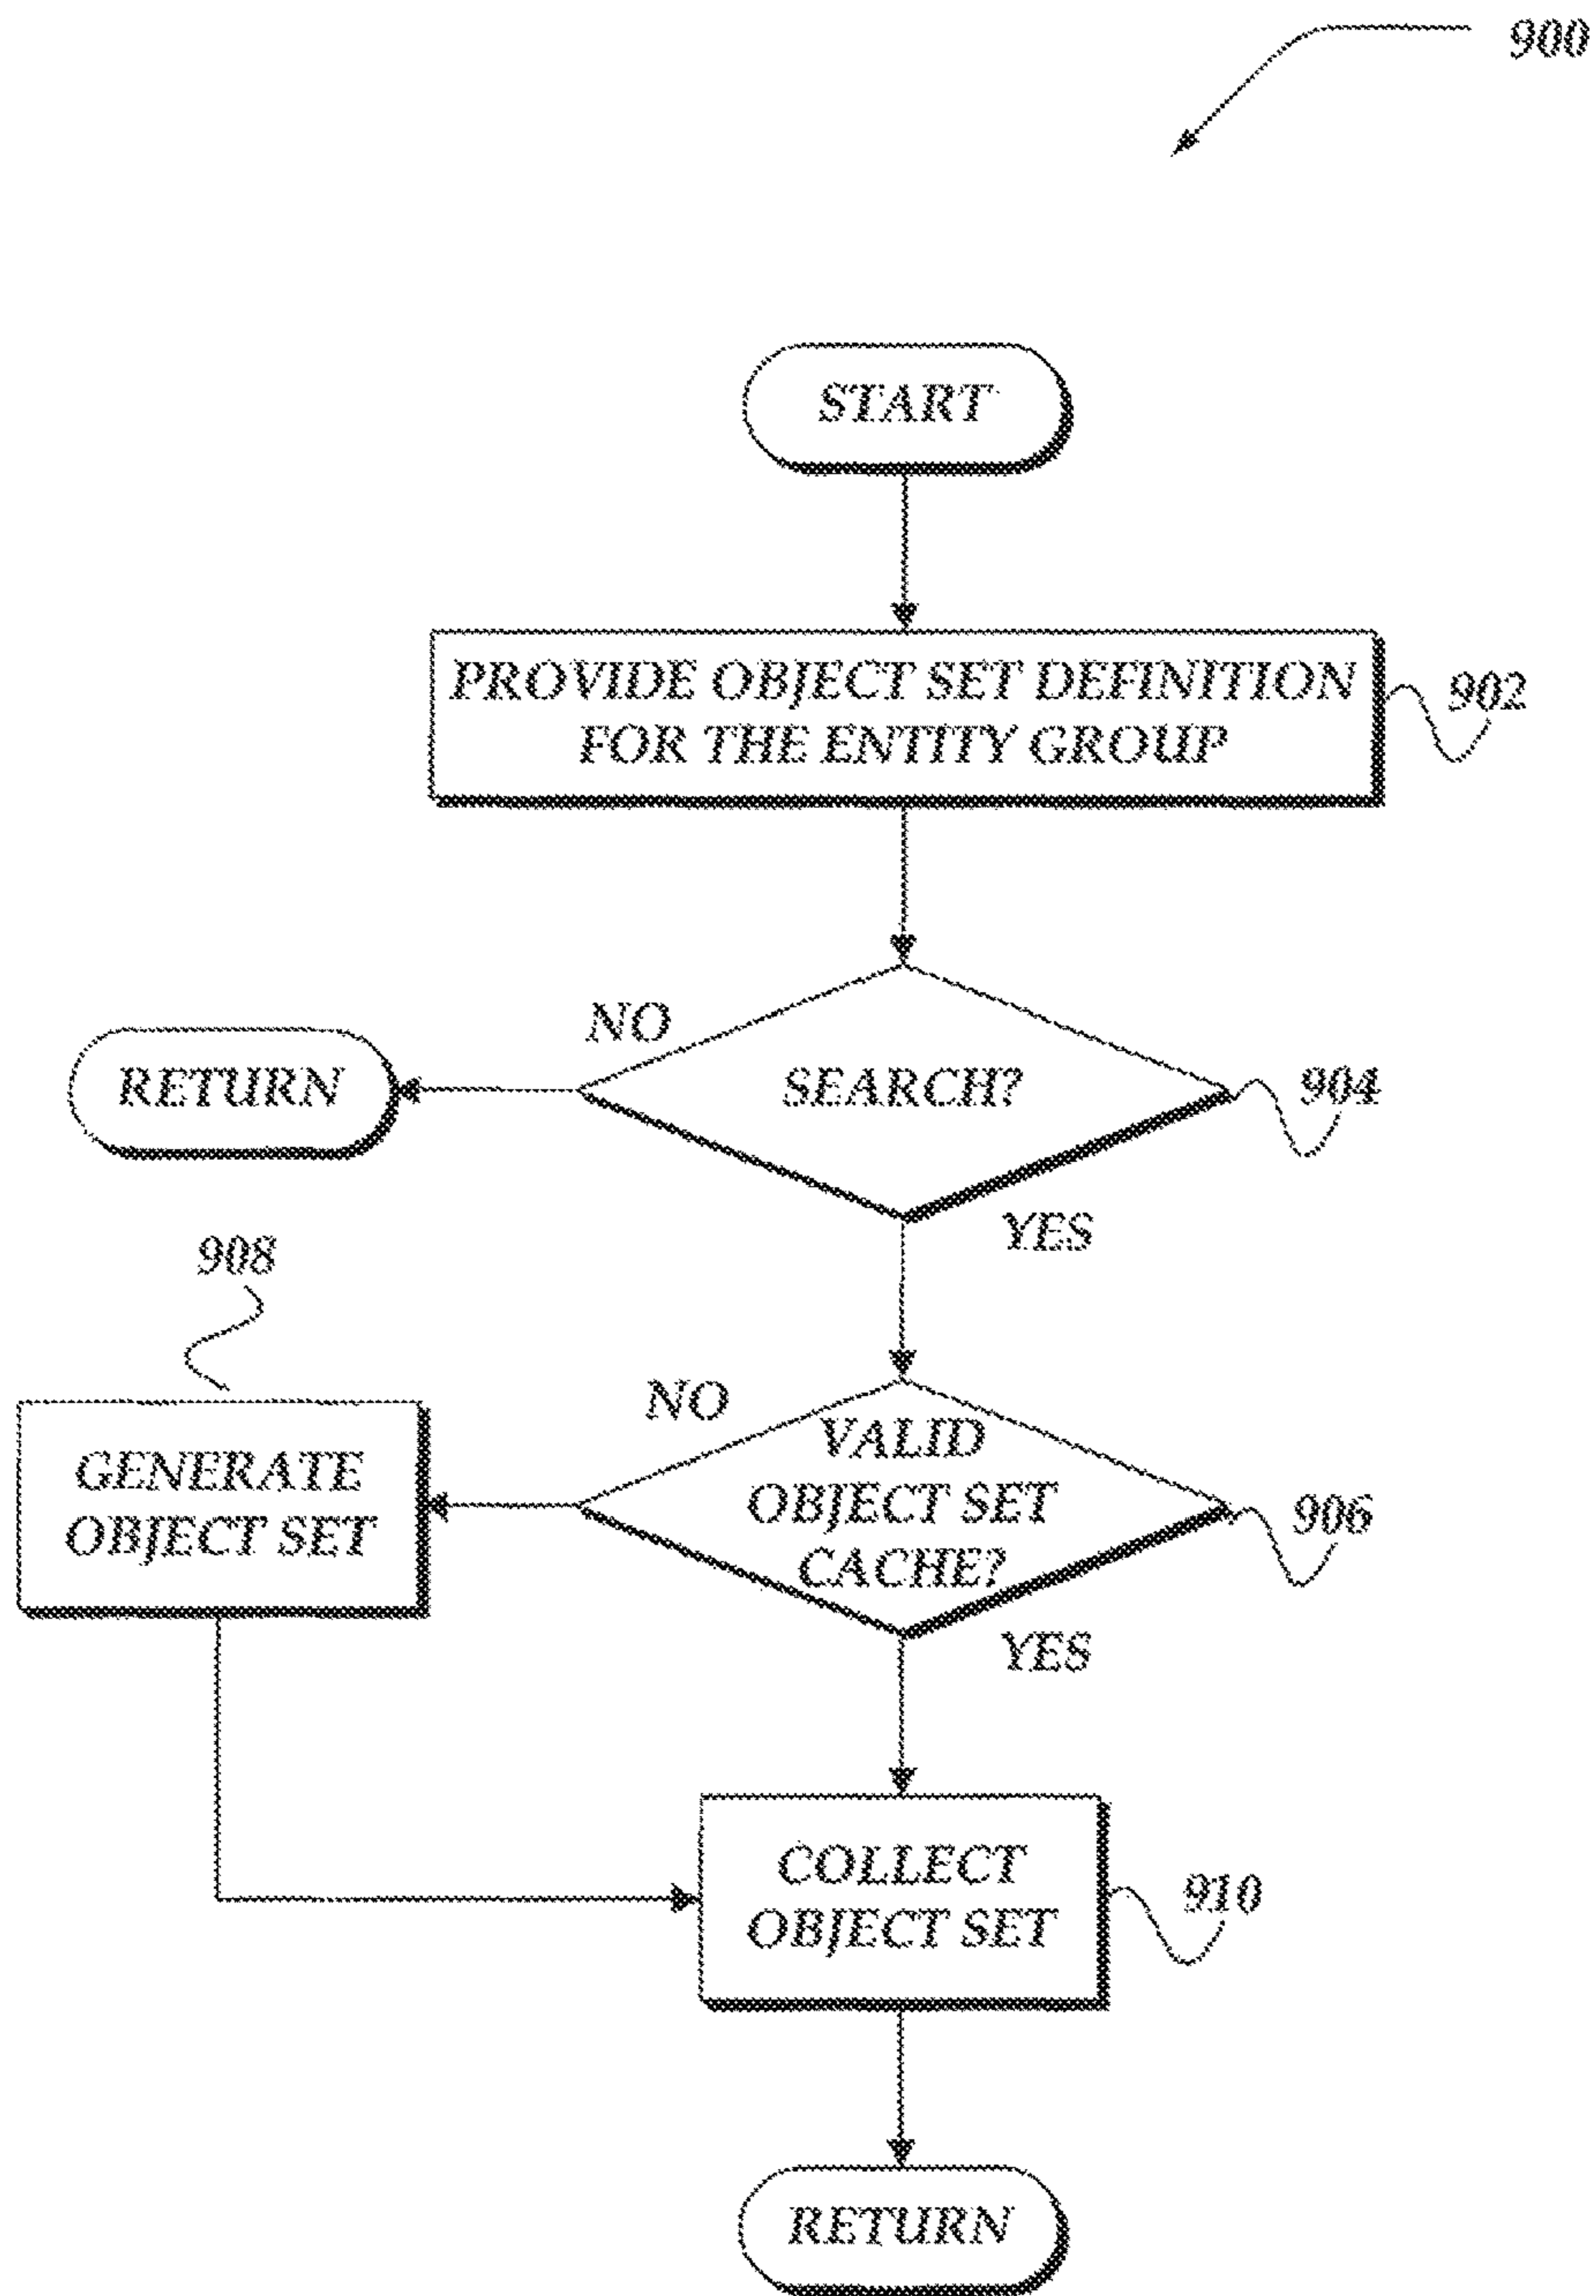 900
START
PROVIDE OBJECT SET DEFINITION
FOR THE ENTITY GROUP
902
NO
RETURN
SEARCH?
904
YES
908
NO
GENERATE
OBJECT SET
VALID
OBJECT SET
CACHE?
906
YES
COLLECT
OBJECT SET
910
RETURN